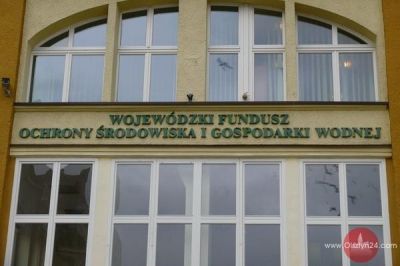 WOJEWÓDZKI FUNDUSZ
OCHRONY ŚRODOWISKA I GOSPODARKI WODNEJ
www.Olsztyn24.com